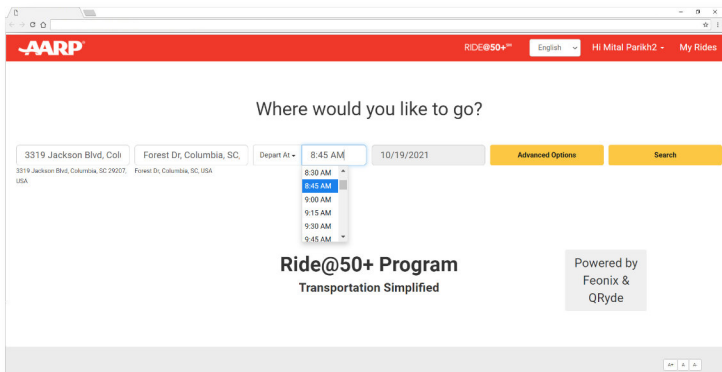 AARP
RIDE@50+℠
English
Hi Mital Parikh2
My Rides
Where would you like to go?
3319 Jackson Blvd, Col
Forest Dr, Columbia, SC,
Depart At
8:45 AM
10/19/2021
Advanced Options
Search
3319 Jackson Blvd, Columbia, SC 29207,
USA
Forest Dr, Columbia, SC, USA
8:30 AM
8:45 AM
9:00 AM
9:15 AM
9:30 AM
9:45 AM
Ride@50+ Program
Transportation Simplified
Powered by
Feonix &
QRyde
A+ A A-